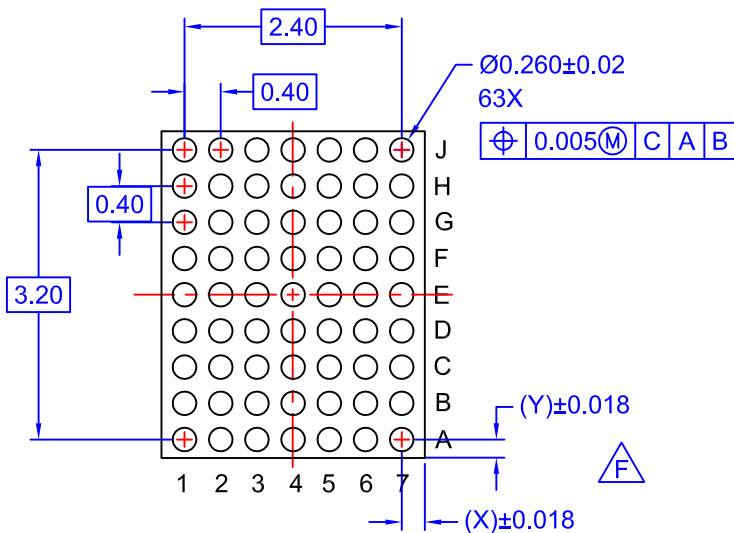 2.40
Ø0.260±0.02
0.40
63X
⌖ 0.005Ⓜ C A B
J
H
0.40
G
F
3.20
E
D
C
B
(Y)±0.018
A
F
1 2 3 4 5 6 7
(X)±0.018